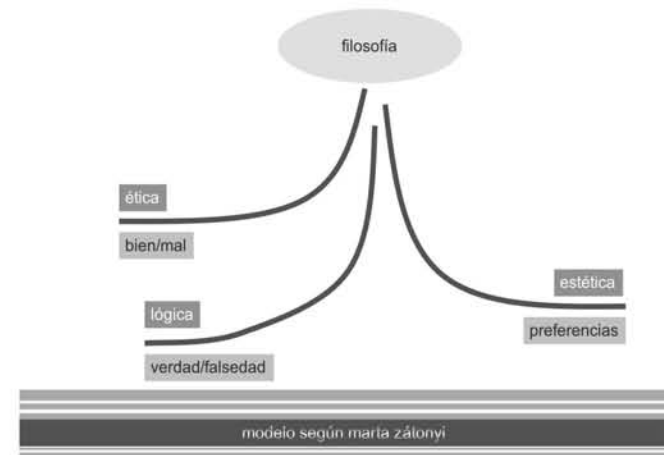 filosofía
ética
bien/mal
lógica
verdad/falsedad
estética
preferencias
modelo según marta zátonyi